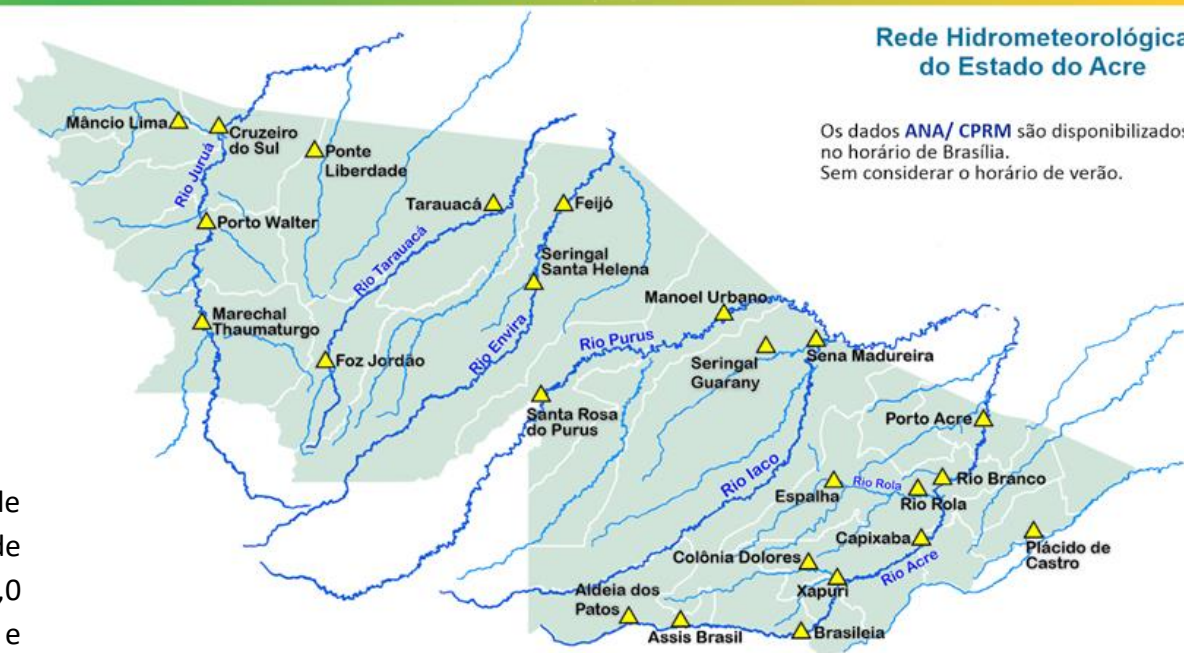 Rede Hidrometeorológica
do Estado do Acre
Os dados ANA/ CPRM são disponibilizados
no horário de Brasília.
Sem considerar o horário de verão.
Mâncio Lima
Cruzeiro
do Sul
Ponte
Liberdade
Rio Juruá
Porto Walter
Tarauacá
Feijó
Rio Tarauacá
Seringal
Santa Helena
Marechal
Thaumaturgo
Foz Jordão
Rio Envira
Manoel Urbano
Rio Purus
Seringal
Guarany
Sena Madureira
Santa Rosa
do Purus
Porto Acre
Rio Iaco
Espalha
Rio Rola
Rio Branco
Rio Rola
Capixaba
Plácido de
Castro
Colônia Dolores
Xapuri
Rio Acre
Aldeia dos
Patos
Assis Brasil
Brasileia
de
de
,0
e